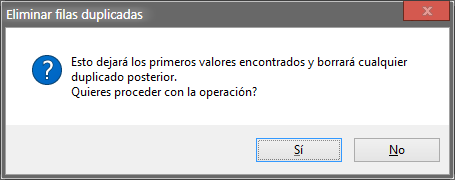 Eliminar filas duplicadas
Esto dejará los primeros valores encontrados y borrará cualquier
duplicado posterior.
Quieres proceder con la operación?
Sí
No